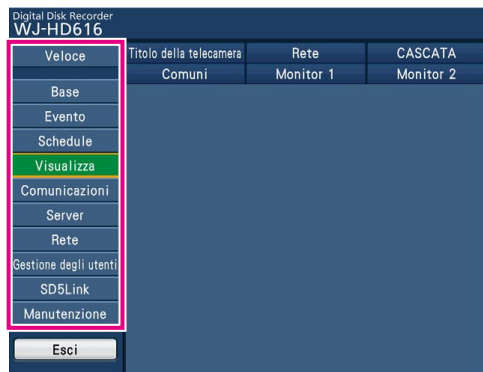 Digital Disk Recorder
WJ-HD616
Veloce
Titolo della telecamera Rete CASCATA
Comuni Monitor 1 Monitor 2
Base
Evento
Schedule
Visualizza
Comunicazioni
Server
Rete
Gestione degli utenti
SD5Link
Manutenzione
Esci